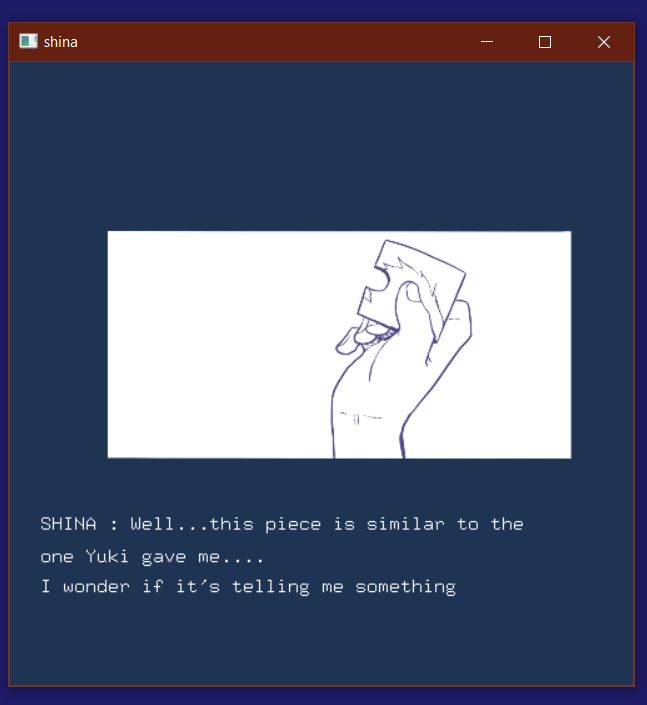 shina
SHINA : Well...this piece is similar to the
one Yuki gave me....
I wonder if it's telling me something